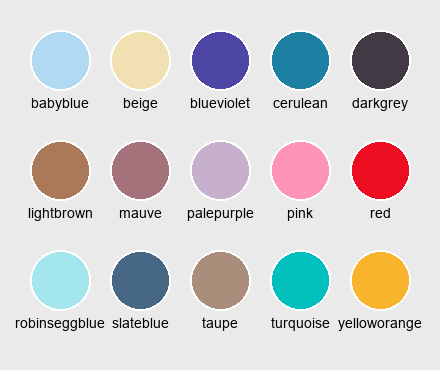 babyblue beige blueviolet cerulean darkgrey
lightbrown mauve palepurple pink red
robinseggblue slateblue taupe turquoise yelloworange